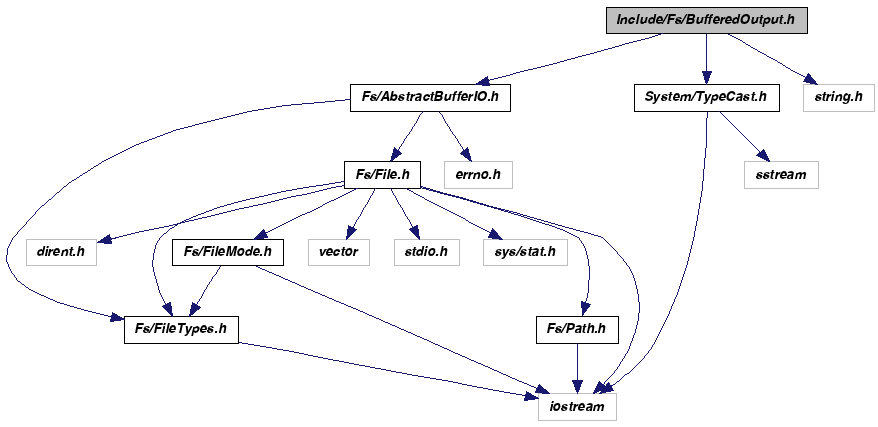 Include/Fs/BufferedOutput.h
Fs/AbstractBufferIO.h
System/TypeCast.h
string.h
Fs/File.h
errno.h
sstream
dirent.h
Fs/FileMode.h
vector
stdio.h
sys/stat.h
Fs/FileTypes.h
Fs/Path.h
iostream